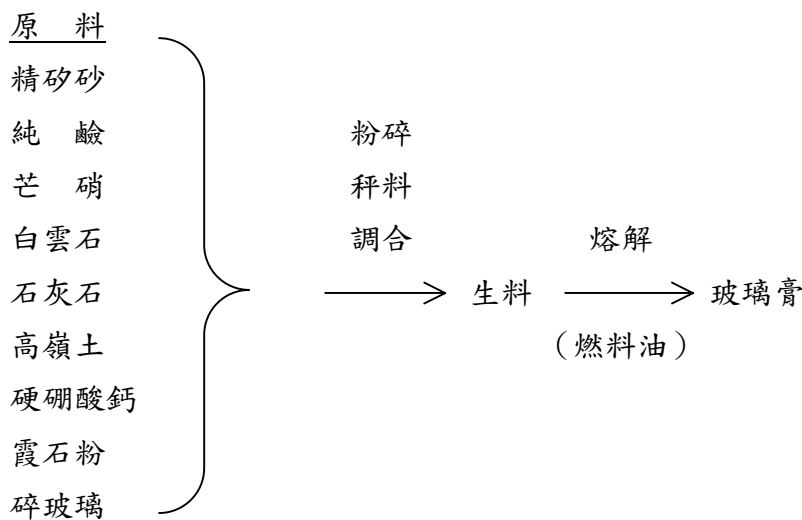 原 料
精矽砂
純 鹼
芒 硝
白雲石
石灰石
高嶺土
硬硼酸鈣
霞石粉
碎玻璃
粉碎
秤料
調合
生料
熔解
（燃料油）
玻璃膏